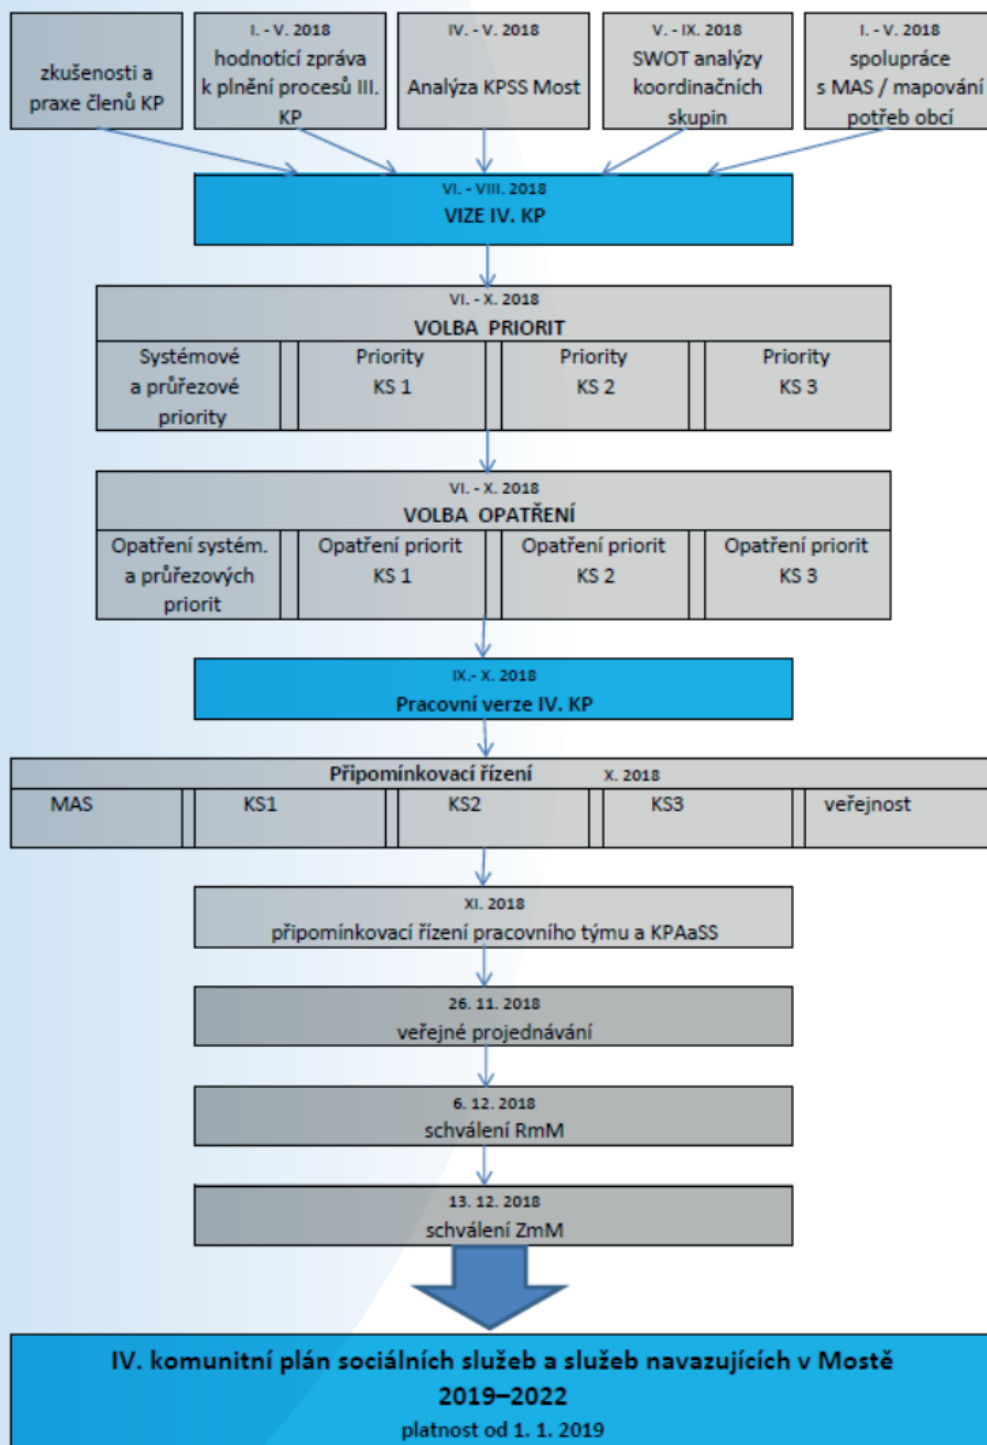 zkušenosti a
praxe členů KP
I. - V. 2018
hodnotící zpráva
k plnění procesů III.
KP
IV. - V. 2018
Analýza KPSS Most
V. - IX. 2018
SWOT analýzy
koordinačních
skupin
I. - V. 2018
spolupráce
s MAS / mapování
potřeb obcí
VI. - VIII. 2018
VIZE IV. KP
VI. - X. 2018
VOLBA PRIORIT
Systémové
a průřezové
priority
Priority
KS 1
Priority
KS 2
Priority
KS 3
VI. - X. 2018
VOLBA OPATŘENÍ
Opatření systém.
a průřezových
priorit
Opatření priorit
KS 1
Opatření priorit
KS 2
Opatření priorit
KS 3
IX.- X. 2018
Pracovní verze IV. KP
Připomínkovací řízení X. 2018
MAS
KS1
KS2
KS3
veřejnost
XI. 2018
připomínkovací řízení pracovního týmu a KPAaSS
26. 11. 2018
veřejné projednávání
6. 12. 2018
schválení RmM
13. 12. 2018
schválení ZmM
IV. komunitní plán sociálních služeb a služeb navazujících v Mostě
2019–2022
platnost od 1. 1. 2019